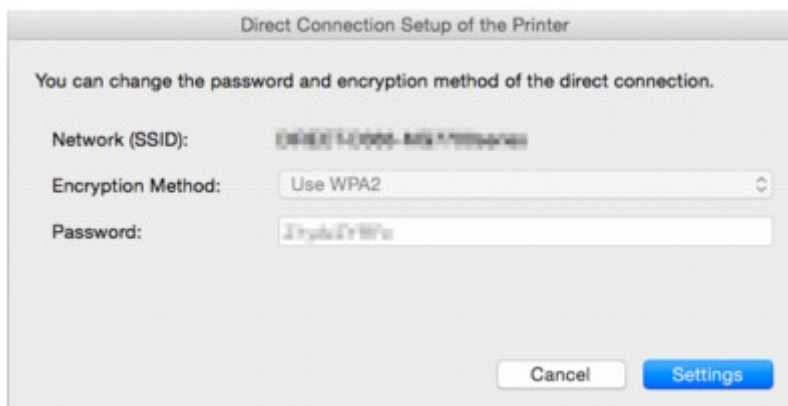 Direct Connection Setup of the Printer
You can change the password and encryption method of the direct connection.
Network (SSID):
Encryption Method: Use WPA2
Password:
Cancel Settings